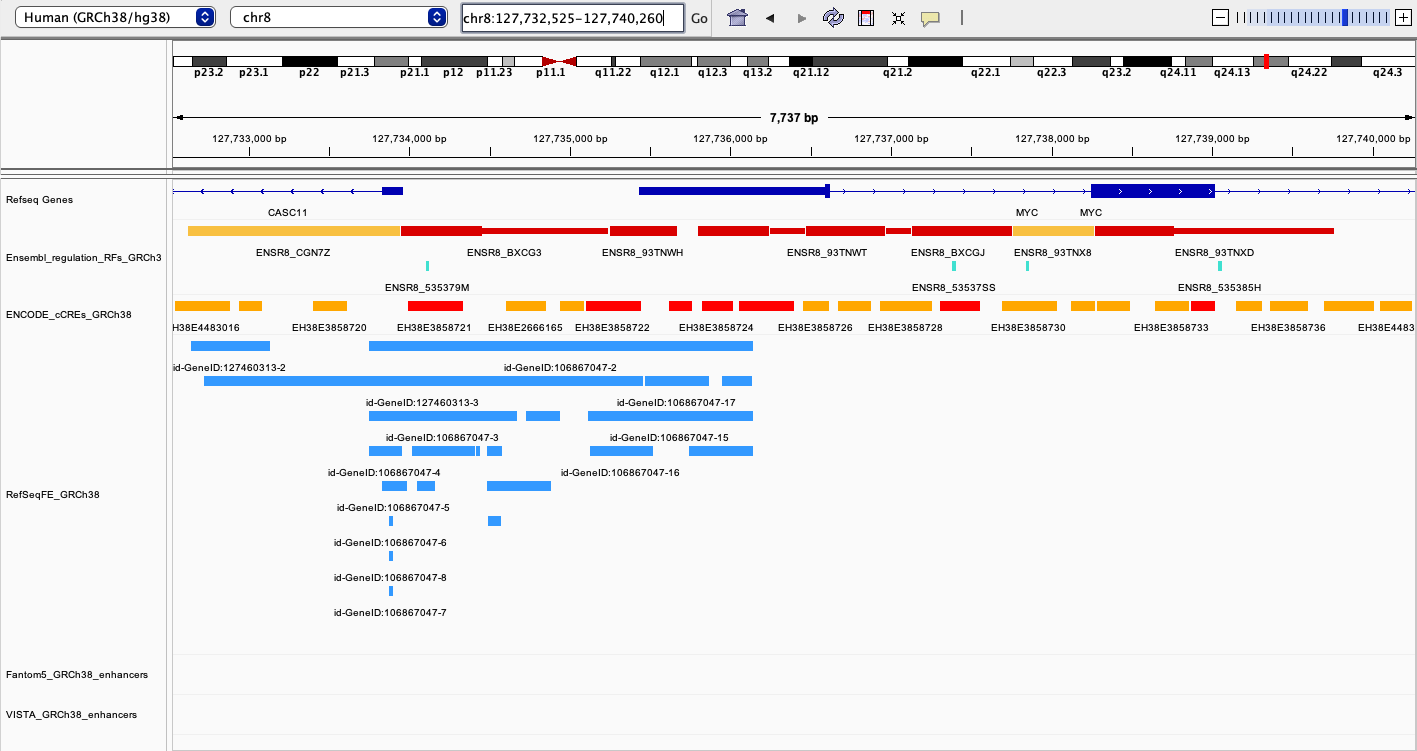 Human (GRCh38/hg38) chr8 chr8:127,732,525-127,740,260 Go
p23.2 p23.1 p22 p21.3 p21.1 p12 p11.23 p11.1 q11.22 q12.1 q12.3 q13.2 q21.12 q21.2 q22.1 q22.3 q23.2 q24.11 q24.13 q24.22 q24.3
7,737 bp
127,733,000 bp 127,734,000 bp 127,735,000 bp 127,736,000 bp 127,737,000 bp 127,738,000 bp 127,739,000 bp 127,740,000 bp
Refseq Genes
CASC11 MYC MYC
Ensembl_regulation_RFs_GRCh3
ENSR8_CGN7Z ENSR8_BXCG3 ENSR8_93TNWH ENSR8_93TNWT ENSR8_BXCGJ ENSR8_93TNX8 ENSR8_93TNXD
ENSR8_535379M ENSR8_53537SS ENSR8_535385H
ENCODE_cCREs_GRCh38
H38E4483016 EH38E3858720 EH38E3858721 EH38E2666165 EH38E3858722 EH38E3858724 EH38E3858726 EH38E3858728 EH38E3858730 EH38E3858733 EH38E3858736 EH38E4483
id-GeneID:127460313-2 id-GeneID:106867047-2
id-GeneID:127460313-3 id-GeneID:106867047-17
id-GeneID:106867047-3 id-GeneID:106867047-15
id-GeneID:106867047-4 id-GeneID:106867047-16
RefSeqFE_GRCh38
id-GeneID:106867047-5
id-GeneID:106867047-6
id-GeneID:106867047-8
id-GeneID:106867047-7
Fantom5_GRCh38_enhancers
VISTA_GRCh38_enhancers